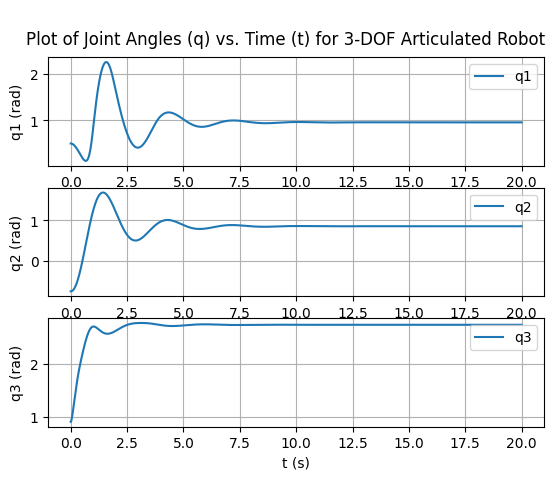 Plot of Joint Angles (q) vs. Time (t) for 3-DOF Articulated Robot
q1 (rad)
2
1
q1
0.0 2.5 5.0 7.5 10.0 12.5 15.0 17.5 20.0
q2 (rad)
1
0
q2
0.0 2.5 5.0 7.5 10.0 12.5 15.0 17.5 20.0
q3 (rad)
2
1
q3
0.0 2.5 5.0 7.5 10.0 12.5 15.0 17.5 20.0
t (s)